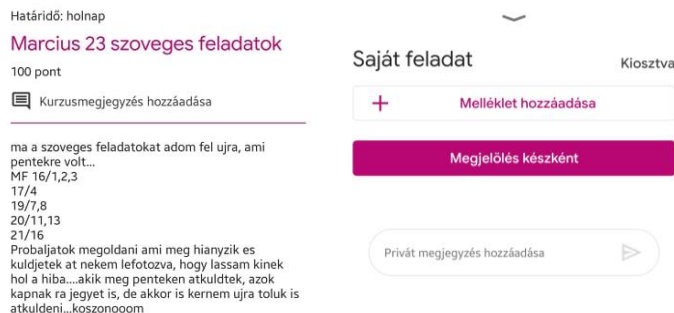 Határidő: holnap
Marcius 23 szoveges feladatok
100 pont
Kurzusmegjegyzés hozzáadása
ma a szoveges feladatokat adom fel ujra, ami
pentekre volt...
MF 16/1,2,3
17/4
19/7,8
20/11,13
21/16
Probaljatok megoldani ami meg hianyzik es
kuldjetek at nekem lefotozva, hogy lassam kinek
hol a hiba....akik meg penteken atkuldtek, azok
kapnak ra jegyet is, de akkor is kernem ujra toluk is
atkuldeni...koszonooom
Saját feladat
Kiosztva
Melléklet hozzáadása
Megjelölés készként
Privát megjegyzés hozzáadása